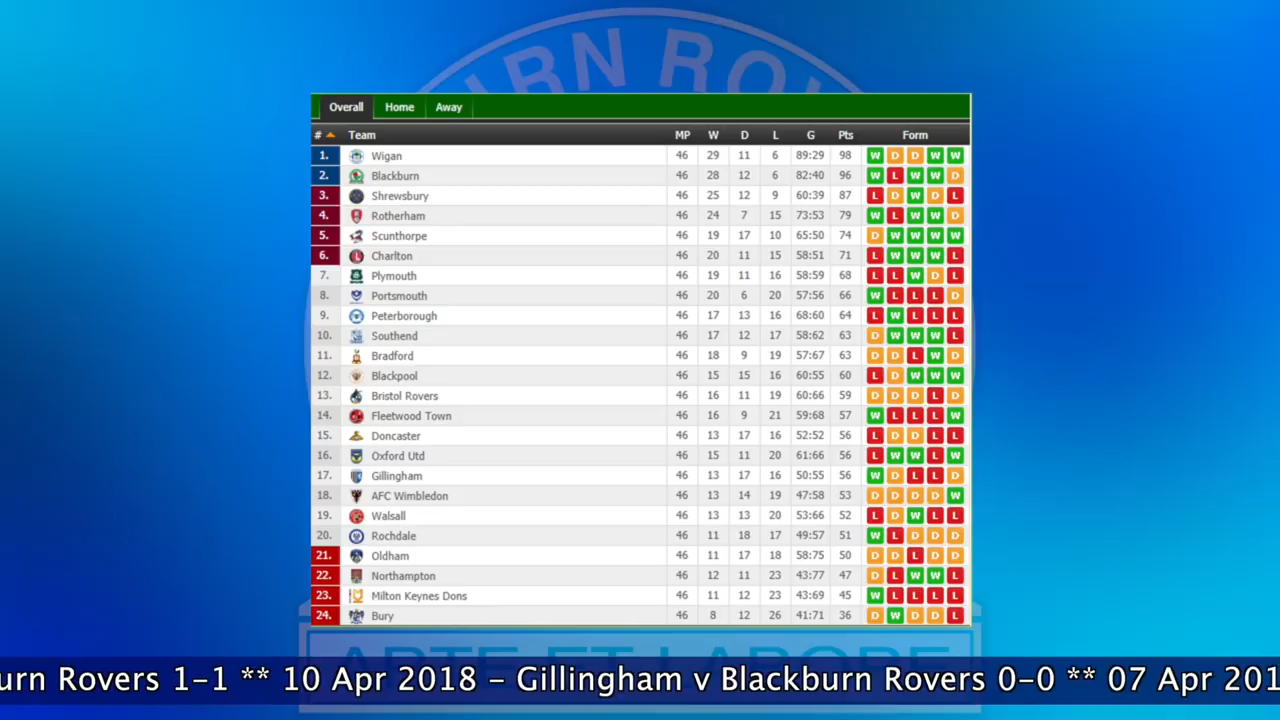 URN ROV
Overall Home Away
# Team MP W D L G Pts Form
1. Wigan 46 29 11 6 89:29 98 W D D W W
2. Blackburn 46 28 12 6 82:40 96 W L W W D
3. Shrewsbury 46 25 12 9 60:39 87 L D W D L
4. Rotherham 46 24 7 15 73:53 79 W L W W D
5. Scunthorpe 46 19 17 10 65:50 74 D W W W W
6. Charlton 46 20 11 15 58:51 71 L W W W L
7. Plymouth 46 19 11 16 58:59 68 L L W D L
8. Portsmouth 46 20 6 20 57:56 66 W L L L D
9. Peterborough 46 17 13 16 68:60 64 L W L L L
10. Southend 46 17 12 17 58:62 63 D W W W L
11. Bradford 46 18 9 19 57:67 63 D D L W D
12. Blackpool 46 15 15 16 60:55 60 L D W W W
13. Bristol Rovers 46 16 11 19 60:66 59 D D D L D
14. Fleetwood Town 46 16 9 21 59:68 57 W L L L W
15. Doncaster 46 13 17 16 52:52 56 L D D L L
16. Oxford Utd 46 15 11 20 61:66 56 L W W L W
17. Gillingham 46 13 17 16 50:55 56 W D L L D
18. AFC Wimbledon 46 13 14 19 47:58 53 D D D D W
19. Walsall 46 13 13 20 53:66 52 L D W L L
20. Rochdale 46 11 18 17 49:57 51 W L D D D
21. Oldham 46 11 17 18 58:75 50 D D L D D
22. Northampton 46 12 11 23 43:77 47 D L W W L
23. Milton Keynes Dons 46 11 12 23 43:69 45 W L L L L
24. Bury 46 8 12 26 41:71 36 D W D D L
ARTE ET LABORE
urn Rovers 1-1 ** 10 Apr 2018 - Gillingham v Blackburn Rovers 0-0 ** 07 Apr 201